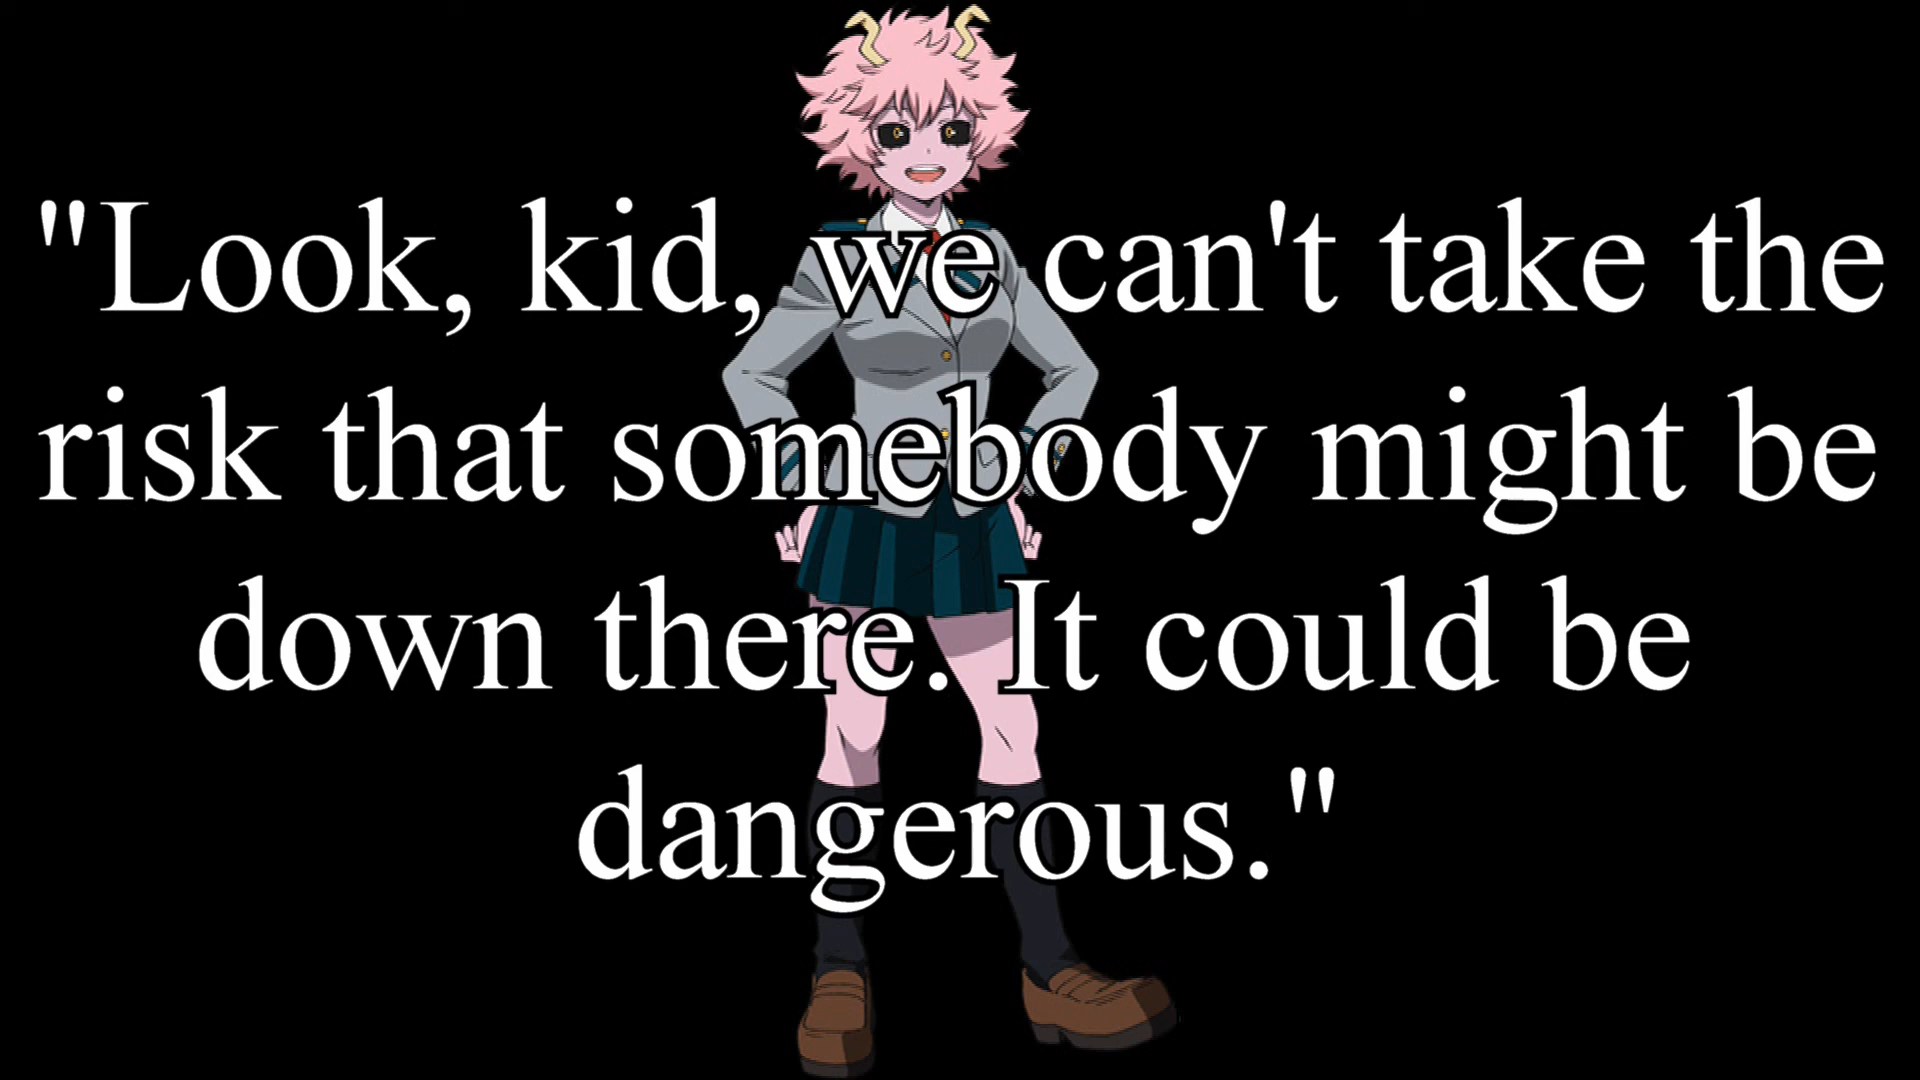 "Look, kid, we can't take the
risk that somebody might be
down there. It could be
dangerous."